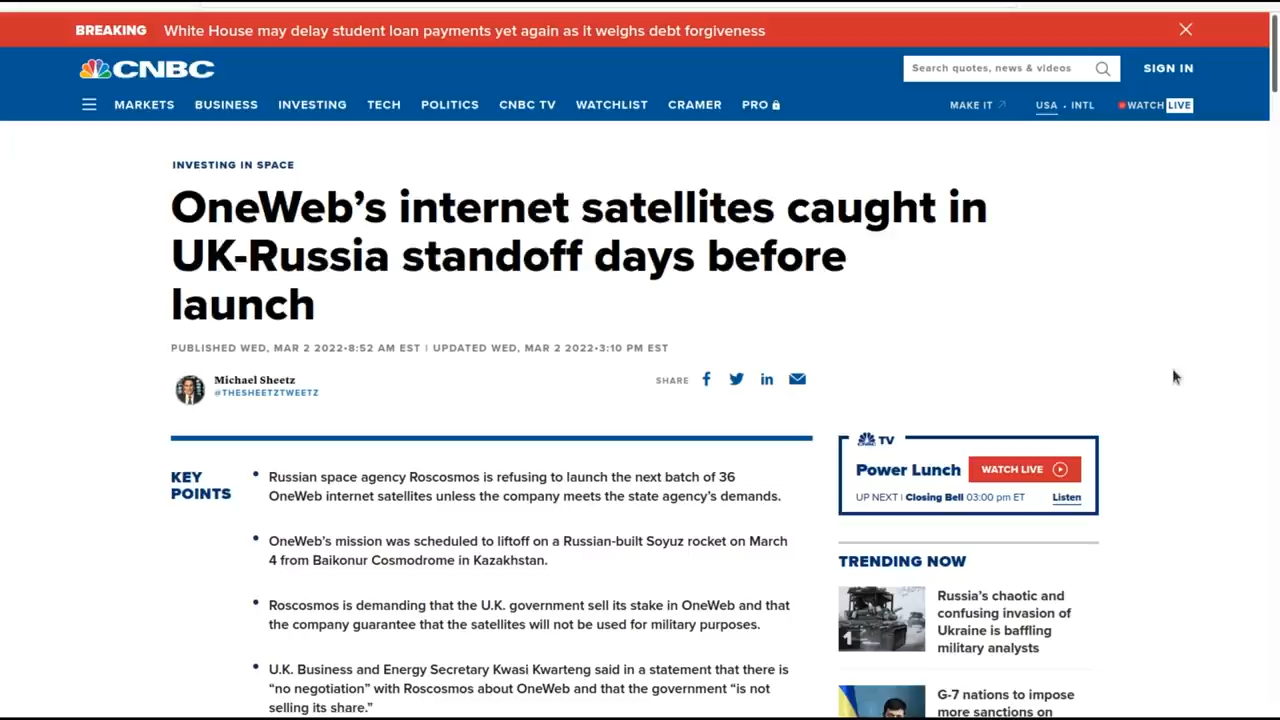 BREAKING White House may delay student loan payments yet again as it weighs debt forgiveness
CNBC
Search quotes, news & videos
SIGN IN
MARKETS BUSINESS INVESTING TECH POLITICS CNBC TV WATCHLIST CRAMER PRO
MAKE IT USA • INTL WATCH LIVE
INVESTING IN SPACE
OneWeb’s internet satellites caught in
UK-Russia standoff days before
launch
PUBLISHED WED, MAR 2 2022•8:52 AM EST | UPDATED WED, MAR 2 2022•3:10 PM EST
Michael Sheetz
@THESHEETZTWEETZ
SHARE
KEY
POINTS
• Russian space agency Roscosmos is refusing to launch the next batch of 36
OneWeb internet satellites unless the company meets the state agency’s demands.
• OneWeb’s mission was scheduled to liftoff on a Russian-built Soyuz rocket on March
4 from Baikonur Cosmodrome in Kazakhstan.
• Roscosmos is demanding that the U.K. government sell its stake in OneWeb and that
the company guarantee that the satellites will not be used for military purposes.
• U.K. Business and Energy Secretary Kwasi Kwarteng said in a statement that there is
“no negotiation” with Roscosmos about OneWeb and that the government “is not
selling its share.”
CNBC TV
Power Lunch WATCH LIVE
UP NEXT | Closing Bell 03:00 pm ET Listen
TRENDING NOW
1
Russia’s chaotic and
confusing invasion of
Ukraine is baffling
military analysts
G-7 nations to impose
more sanctions on